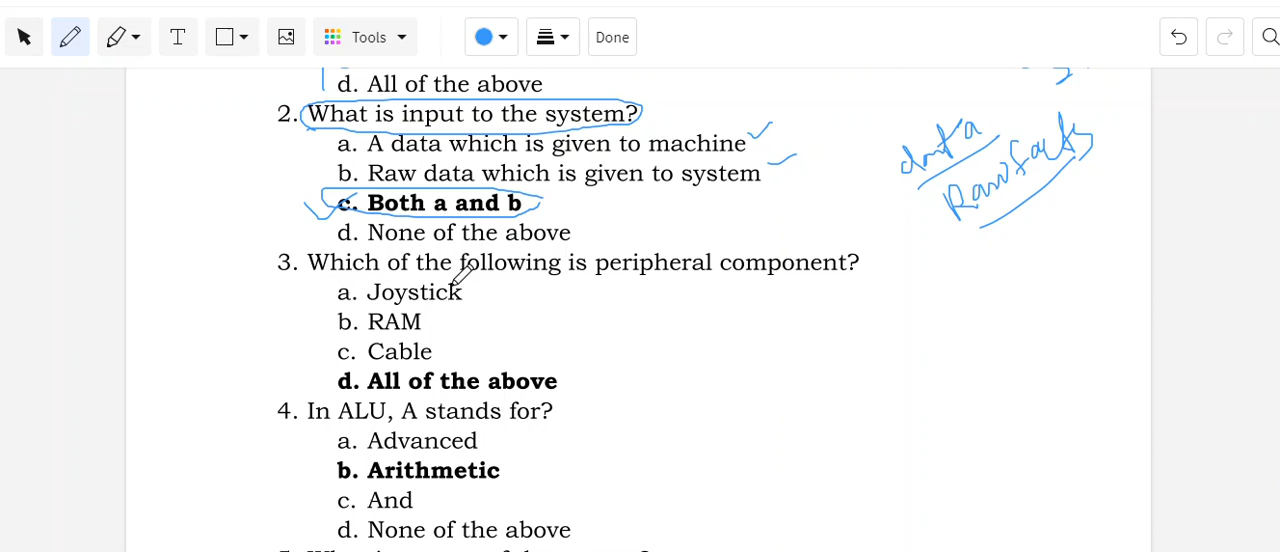 T
Tools
Done
d. All of the above
2. What is input to the system?
a. A data which is given to machine
b. Raw data which is given to system
c. Both a and b
d. None of the above
data
Raw facts
3. Which of the following is peripheral component?
a. Joystick
b. RAM
c. Cable
d. All of the above
4. In ALU, A stands for?
a. Advanced
b. Arithmetic
c. And
d. None of the above